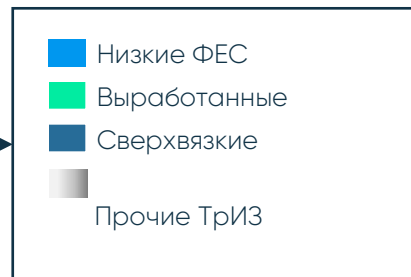 Низкие ФЕС
Выработанные
Сверхвязкие
Прочие ТрИЗ